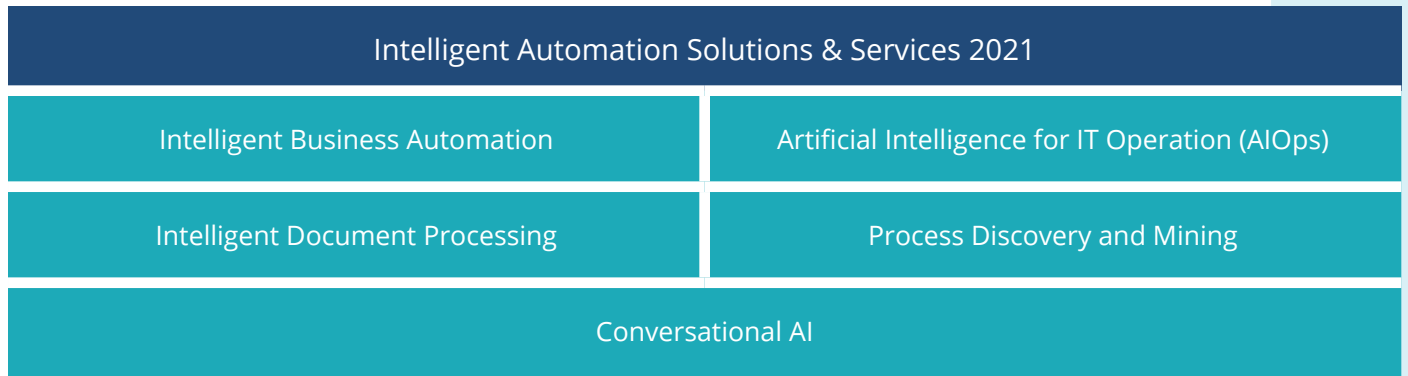 Intelligent Automation Solutions & Services 2021
Intelligent Business Automation
Artificial Intelligence for IT Operation (AIOps)
Intelligent Document Processing
Process Discovery and Mining
Conversational AI